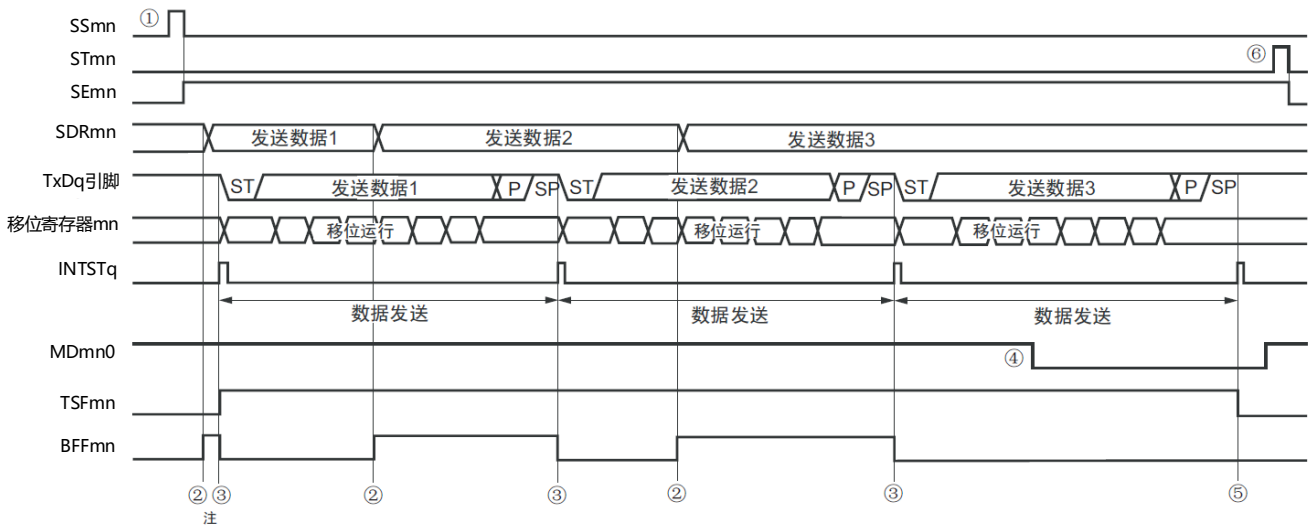 SSmn ①
STmn ⑥
SEmn
SDRmn 发送数据1 发送数据2 发送数据3
TxDq引脚 ST 发送数据1 P SP ST 发送数据2 P SP ST 发送数据3 P SP
移位寄存器mn 移位运行 移位运行 移位运行
INTSTq
数据发送 数据发送 数据发送
MDmn0 ④
TSFmn
BFFmn
② ③ ② ③ ② ③ ⑤
注